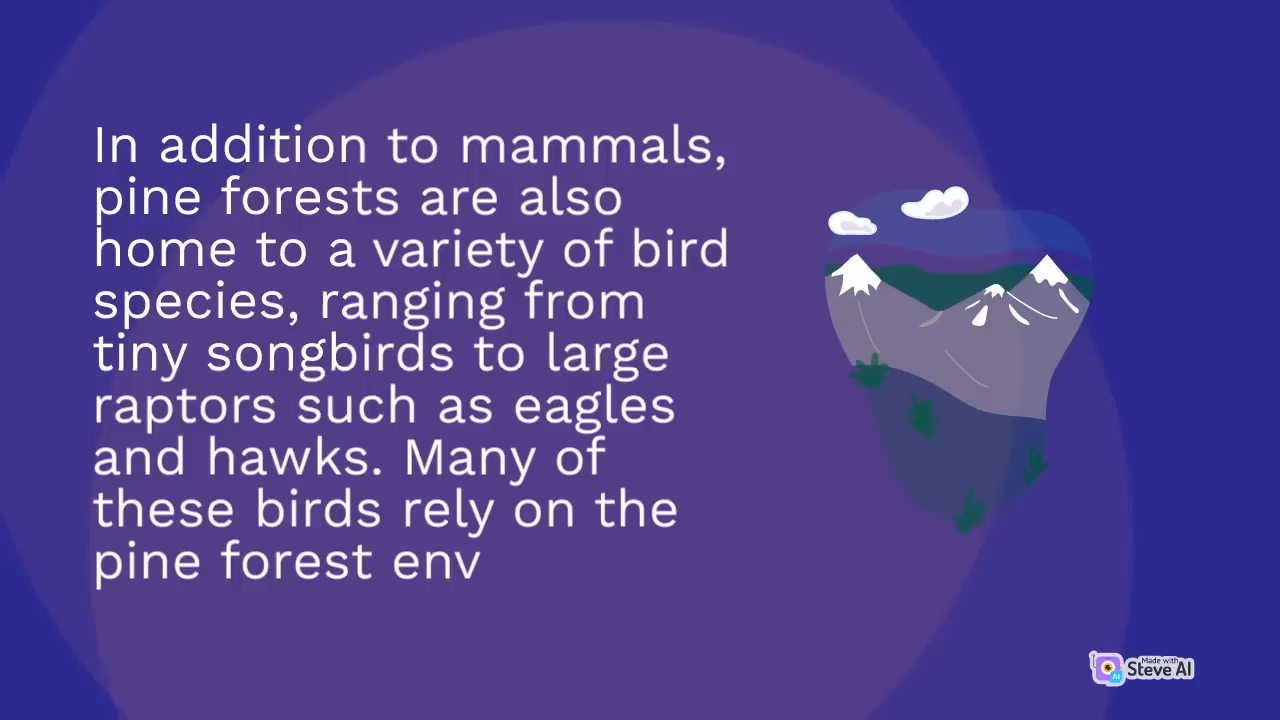 In addition to mammals,
pine forests are also
home to a variety of bird
species, ranging from
tiny songbirds to large
raptors such as eagles
and hawks. Many of
these birds rely on the
pine forest env
Made with
Steve AI
AI